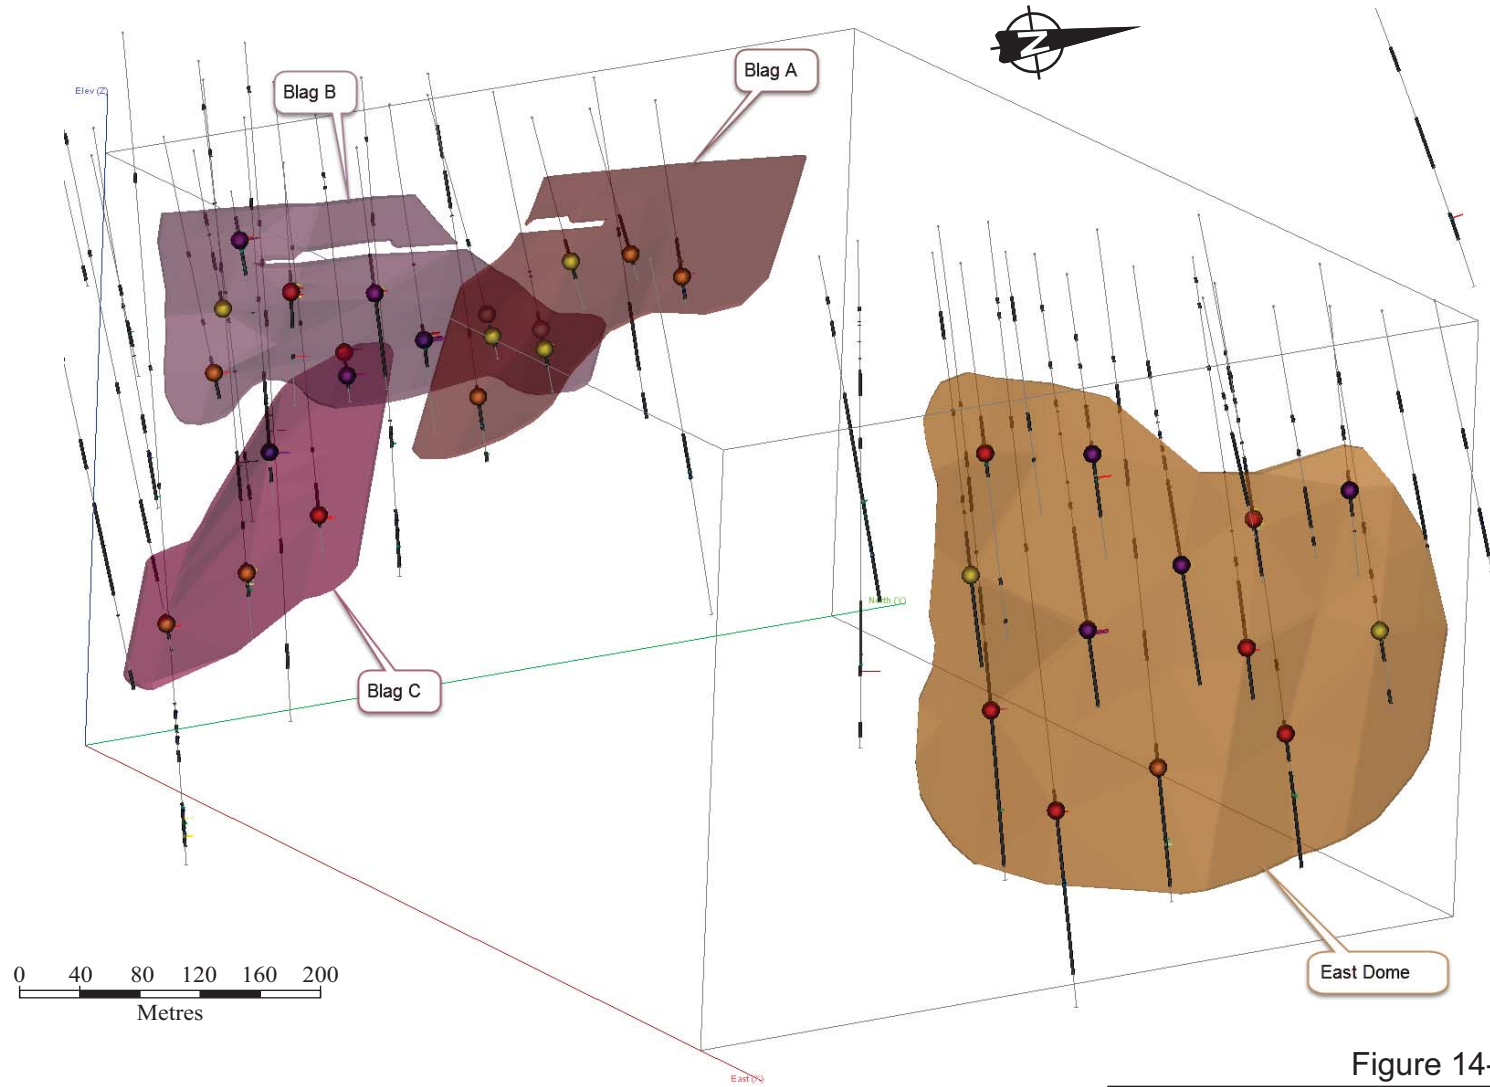 N
Blag A
Blag B
Elev (Z)
North (Y)
Blag C
East Dome
0 40 80 120 160 200
Metres
Figure 14-
East (X)